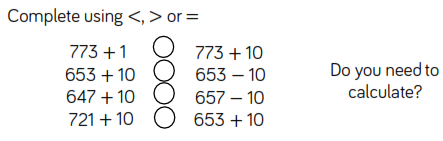 Complete using <, > or =
773 + 1 773 + 10
653 + 10 653 – 10
647 + 10 657 – 10
721 + 10 653 + 10
Do you need to
calculate?